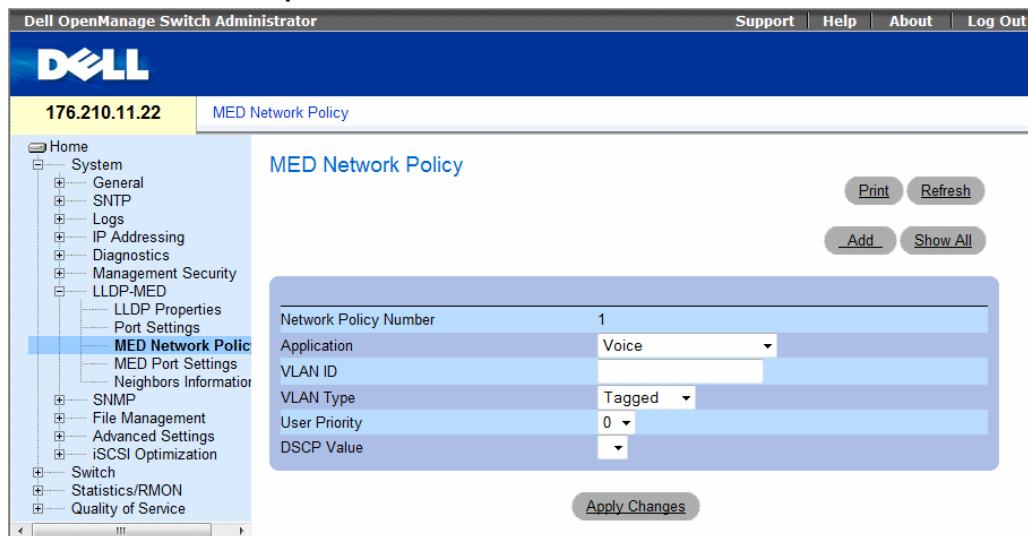 Dell OpenManage Switch Administrator Support Help About Log Out
DELL
176.210.11.22 MED Network Policy
Home
System
General
SNTP
Logs
IP Addressing
Diagnostics
Management Security
LLDP-MED
LLDP Properties
Port Settings
MED Network Polic
MED Port Settings
Neighbors Information
SNMP
File Management
Advanced Settings
iSCSI Optimization
Switch
Statistics/RMON
Quality of Service
MED Network Policy
Print Refresh
Add Show All
Network Policy Number 1
Application Voice
VLAN ID
VLAN Type Tagged
User Priority 0
DSCP Value
Apply Changes